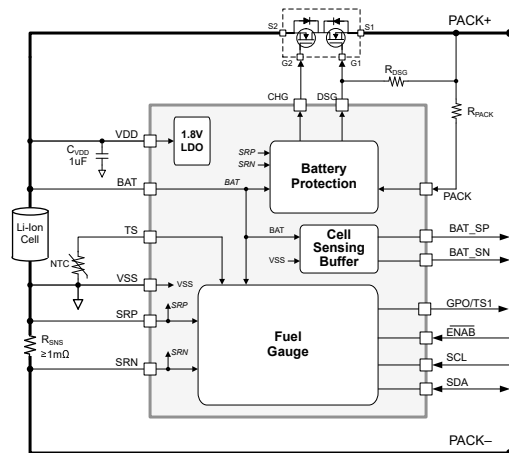 S2
S1
PACK+
G2
G1
RDSG
CHG
DSG
RPACK
VDD
1.8V
LDO
CVDD
1uF
SRP
SRN
Battery
Protection
BAT
BAT
PACK
Li-Ion
Cell
TS
NTC
BAT
VSS
Cell
Sensing
Buffer
BAT_SP
BAT_SN
VSS
VSS
SRP
SRP
GPO/TS1
RSNS
≥1mΩ
Fuel
Gauge
ENAB
SRN
SRN
SCL
SDA
PACK–